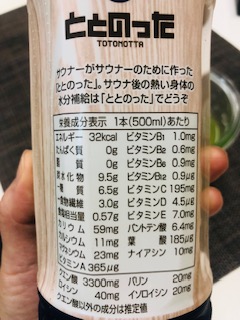 ととのった
TOTONOTTA
サウナーがサウナーのために作った
「ととのった」。サウナ後の熱い身体の
水分補給は「ととのった」でどうぞ
栄養成分表示 1本(500ml)あたり
エネルギー 32kcal ビタミンB1 1.0mg
たんぱく質 0g ビタミンB2 0.6mg
脂質 0g ビタミンB6 0.9mg
炭水化物 9.5g ビタミンB12 0.9μg
糖質 6.5g ビタミンC 195mg
食物繊維 3.0g ビタミンD 4.5μg
食塩相当量 0.57g ビタミンE 7.0mg
カリウム 59mg パントテン酸 6.4mg
カルシウム 11mg 葉酸 185μg
マグネシウム 23mg ナイアシン 10mg
ビタミンA 365μg
クエン酸 3300mg バリン 20mg
ロイシン 40mg イソロイシン 20mg
クエン酸以外の成分は推定値